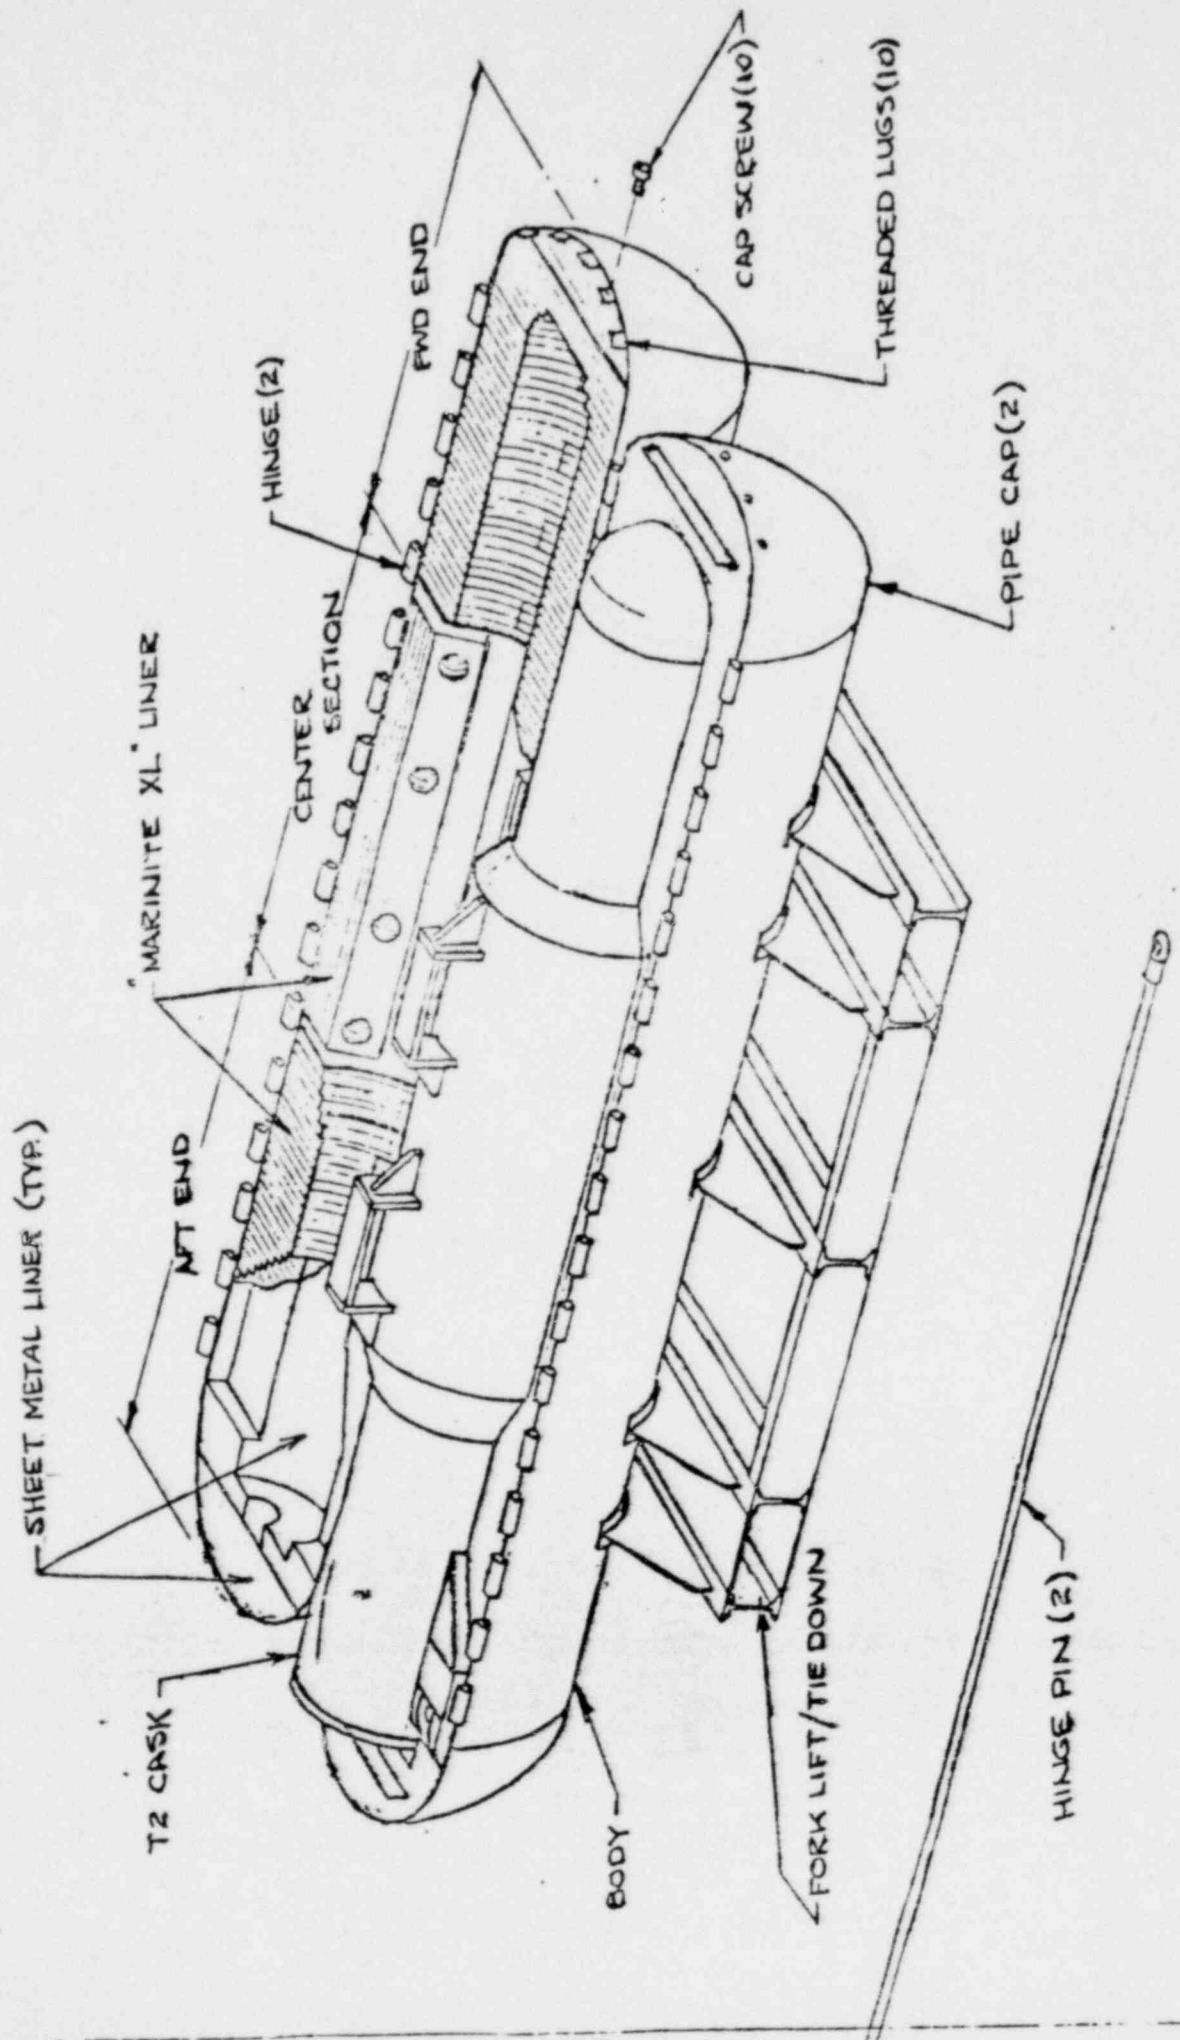 SHEET METAL LINER (TYP.)
"MARINITE XL" LINER
AFT END
CENTER
SECTION
HINGE (2)
FWD END
T2 CASK
CAP SCREW (10)
THREADED LUGS (10)
BODY
PIPE CAP (2)
FORK LIFT/TIE DOWN
HINGE PIN (2)